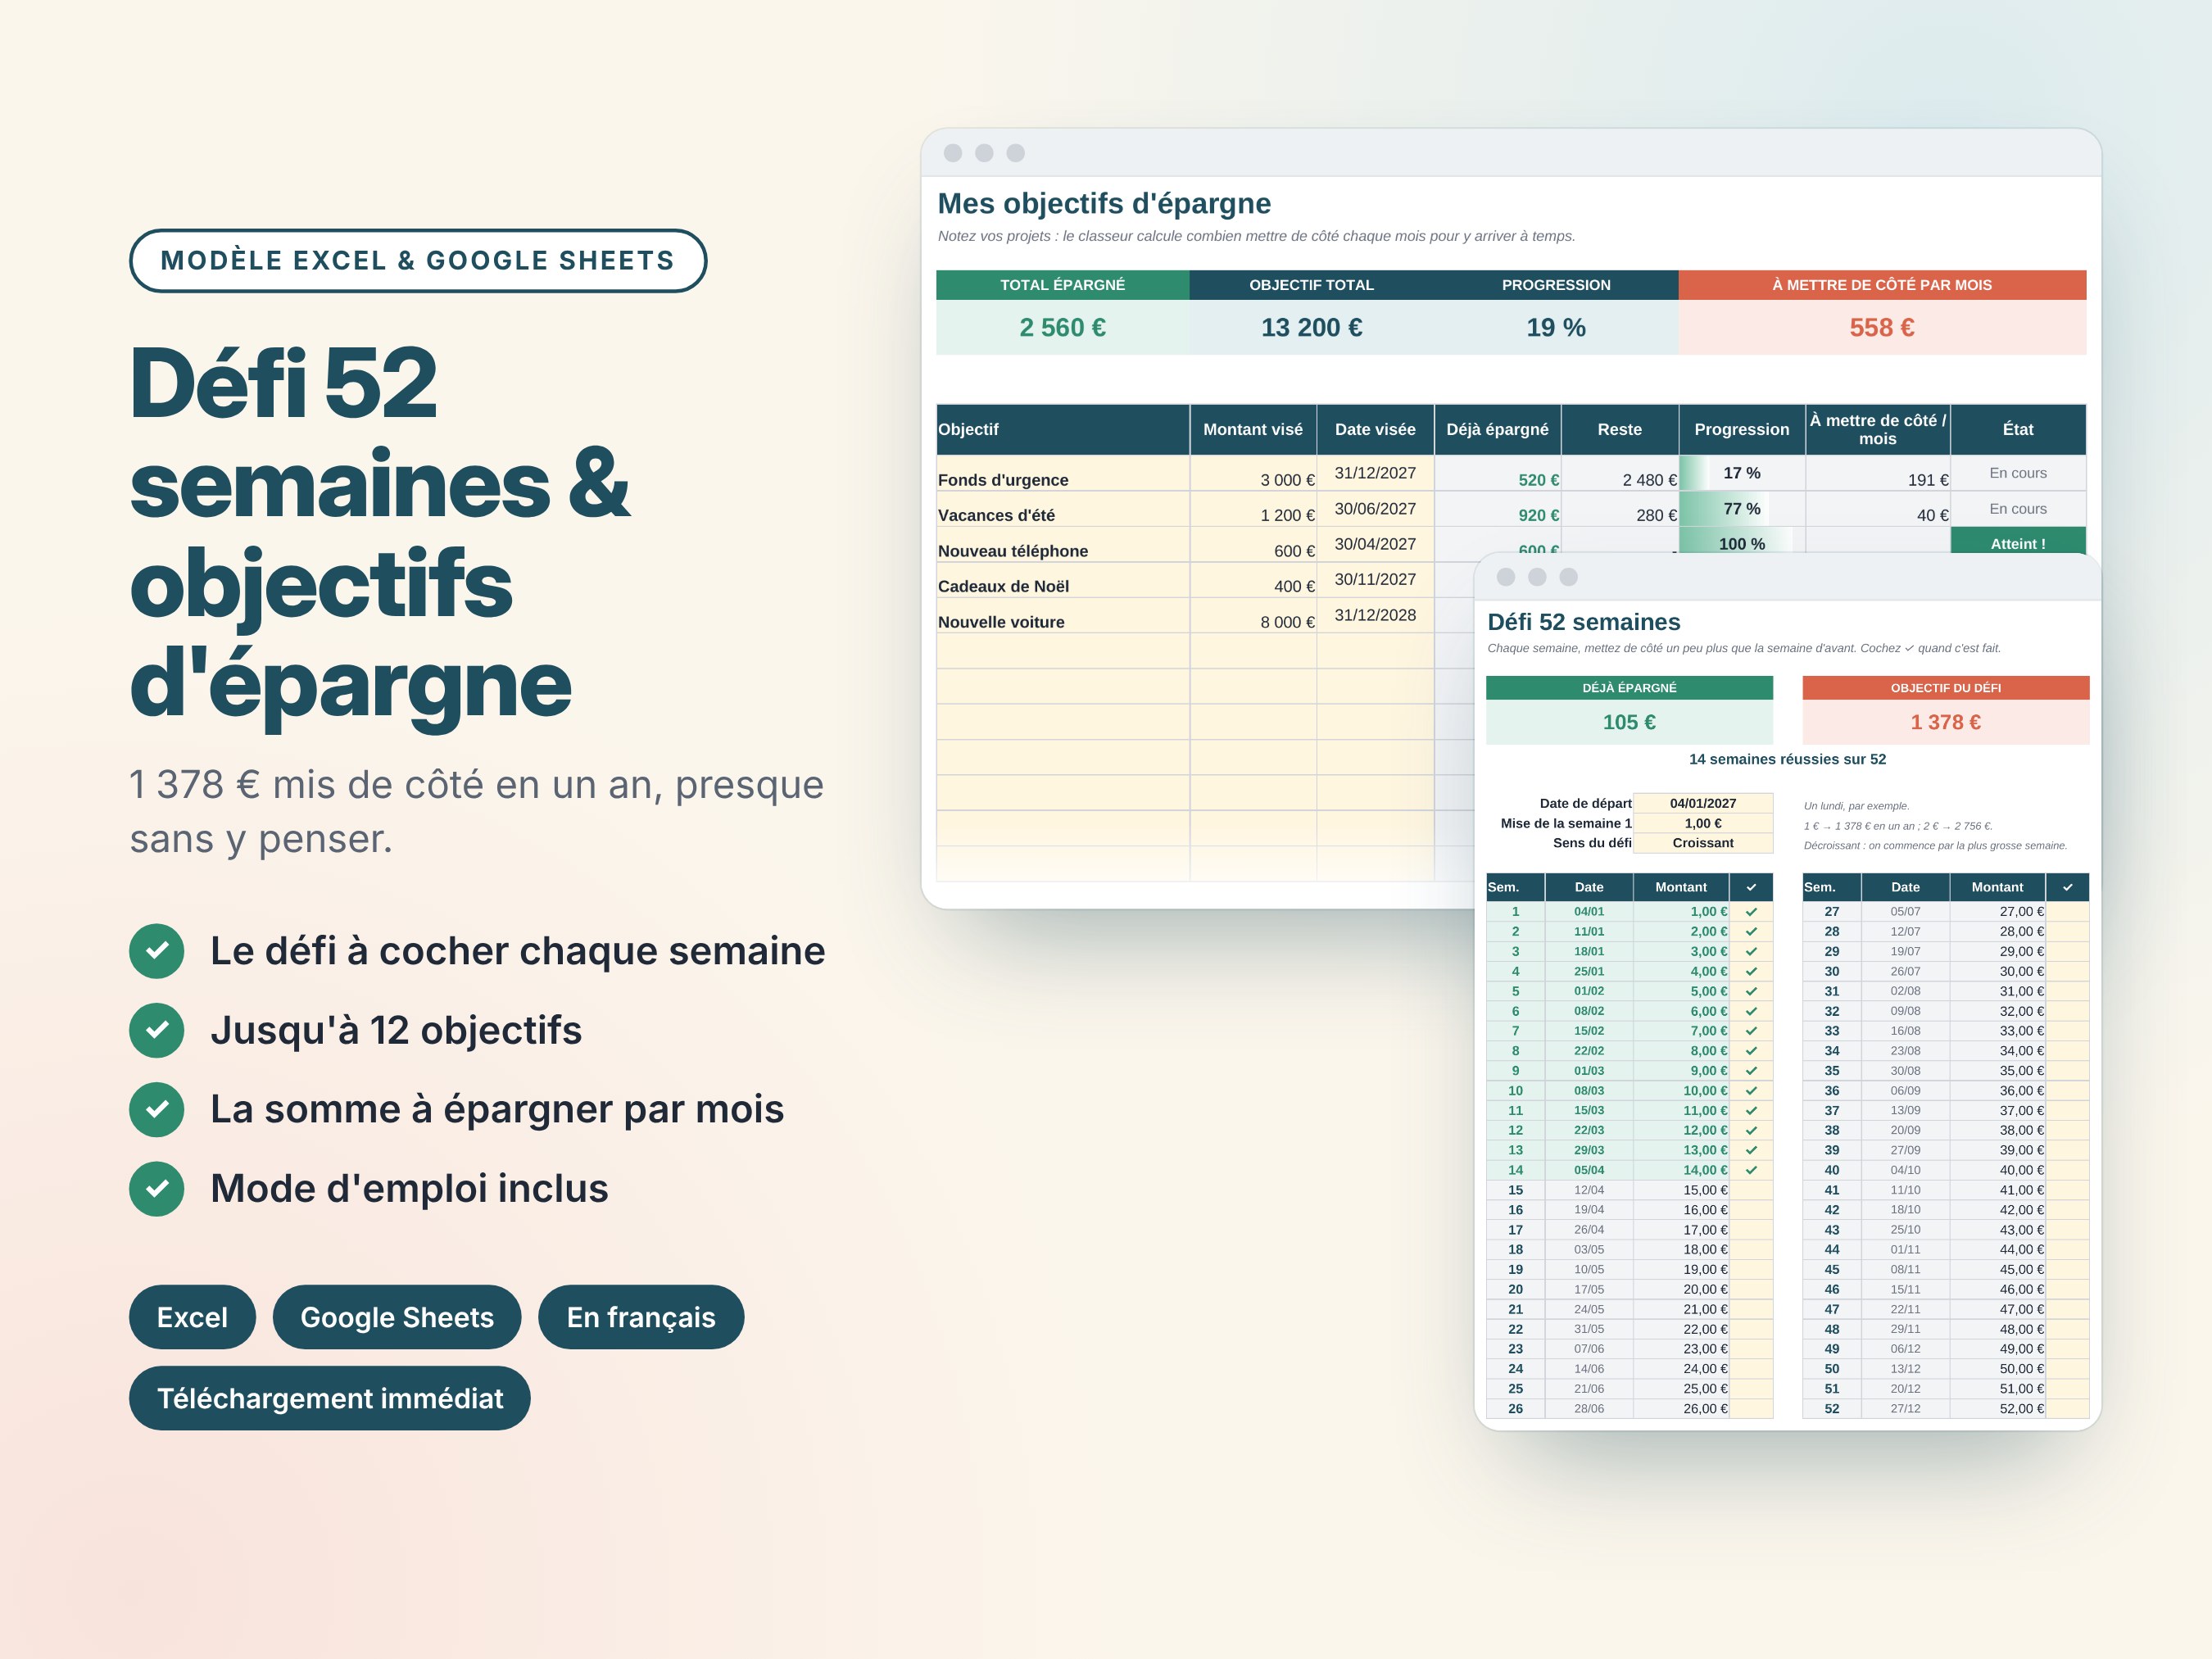 MODÈLE EXCEL & GOOGLE SHEETS
Défi 52
semaines &
objectifs
d'épargne
1 378 € mis de côté en un an, presque
sans y penser.
Le défi à cocher chaque semaine
Jusqu'à 12 objectifs
La somme à épargner par mois
Mode d'emploi inclus
Excel Google Sheets En français
Téléchargement immédiat
Mes objectifs d'épargne
Notez vos projets : le classeur calcule combien mettre de côté chaque mois pour y arriver à temps.
TOTAL ÉPARGNÉ OBJECTIF TOTAL PROGRESSION À METTRE DE CÔTÉ PAR MOIS
2 560 € 13 200 € 19 % 558 €
Objectif Montant visé Date visée Déjà épargné Reste Progression À mettre de côté / mois État
Fonds d'urgence 3 000 € 31/12/2027 520 € 2 480 € 17 % 191 € En cours
Vacances d'été 1 200 € 30/06/2027 920 € 280 € 77 % 40 € En cours
Nouveau téléphone 600 € 30/04/2027 600 € - 100 % Atteint !
Cadeaux de Noël 400 € 30/11/2027
Nouvelle voiture 8 000 € 31/12/2028
Défi 52 semaines
Chaque semaine, mettez de côté un peu plus que la semaine d'avant. Cochez ✓ quand c'est fait.
DÉJÀ ÉPARGNÉ OBJECTIF DU DÉFI
105 € 1 378 €
14 semaines réussies sur 52
Date de départ 04/01/2027 Un lundi, par exemple.
Mise de la semaine 1 1,00 € 1 € → 1 378 € en un an ; 2 € → 2 756 €.
Sens du défi Croissant Décroissant : on commence par la plus grosse semaine.
Sem. Date Montant ✓ Sem. Date Montant ✓
1 04/01 1,00 € ✓ 27 05/07 27,00 €
2 11/01 2,00 € ✓ 28 12/07 28,00 €
3 18/01 3,00 € ✓ 29 19/07 29,00 €
4 25/01 4,00 € ✓ 30 26/07 30,00 €
5 01/02 5,00 € ✓ 31 02/08 31,00 €
6 08/02 6,00 € ✓ 32 09/08 32,00 €
7 15/02 7,00 € ✓ 33 16/08 33,00 €
8 22/02 8,00 € ✓ 34 23/08 34,00 €
9 01/03 9,00 € ✓ 35 30/08 35,00 €
10 08/03 10,00 € ✓ 36 06/09 36,00 €
11 15/03 11,00 € ✓ 37 13/09 37,00 €
12 22/03 12,00 € ✓ 38 20/09 38,00 €
13 29/03 13,00 € ✓ 39 27/09 39,00 €
14 05/04 14,00 € ✓ 40 04/10 40,00 €
15 12/04 15,00 € 41 11/10 41,00 €
16 19/04 16,00 € 42 18/10 42,00 €
17 26/04 17,00 € 43 25/10 43,00 €
18 03/05 18,00 € 44 01/11 44,00 €
19 10/05 19,00 € 45 08/11 45,00 €
20 17/05 20,00 € 46 15/11 46,00 €
21 24/05 21,00 € 47 22/11 47,00 €
22 31/05 22,00 € 48 29/11 48,00 €
23 07/06 23,00 € 49 06/12 49,00 €
24 14/06 24,00 € 50 13/12 50,00 €
25 21/06 25,00 € 51 20/12 51,00 €
26 28/06 26,00 € 52 27/12 52,00 €